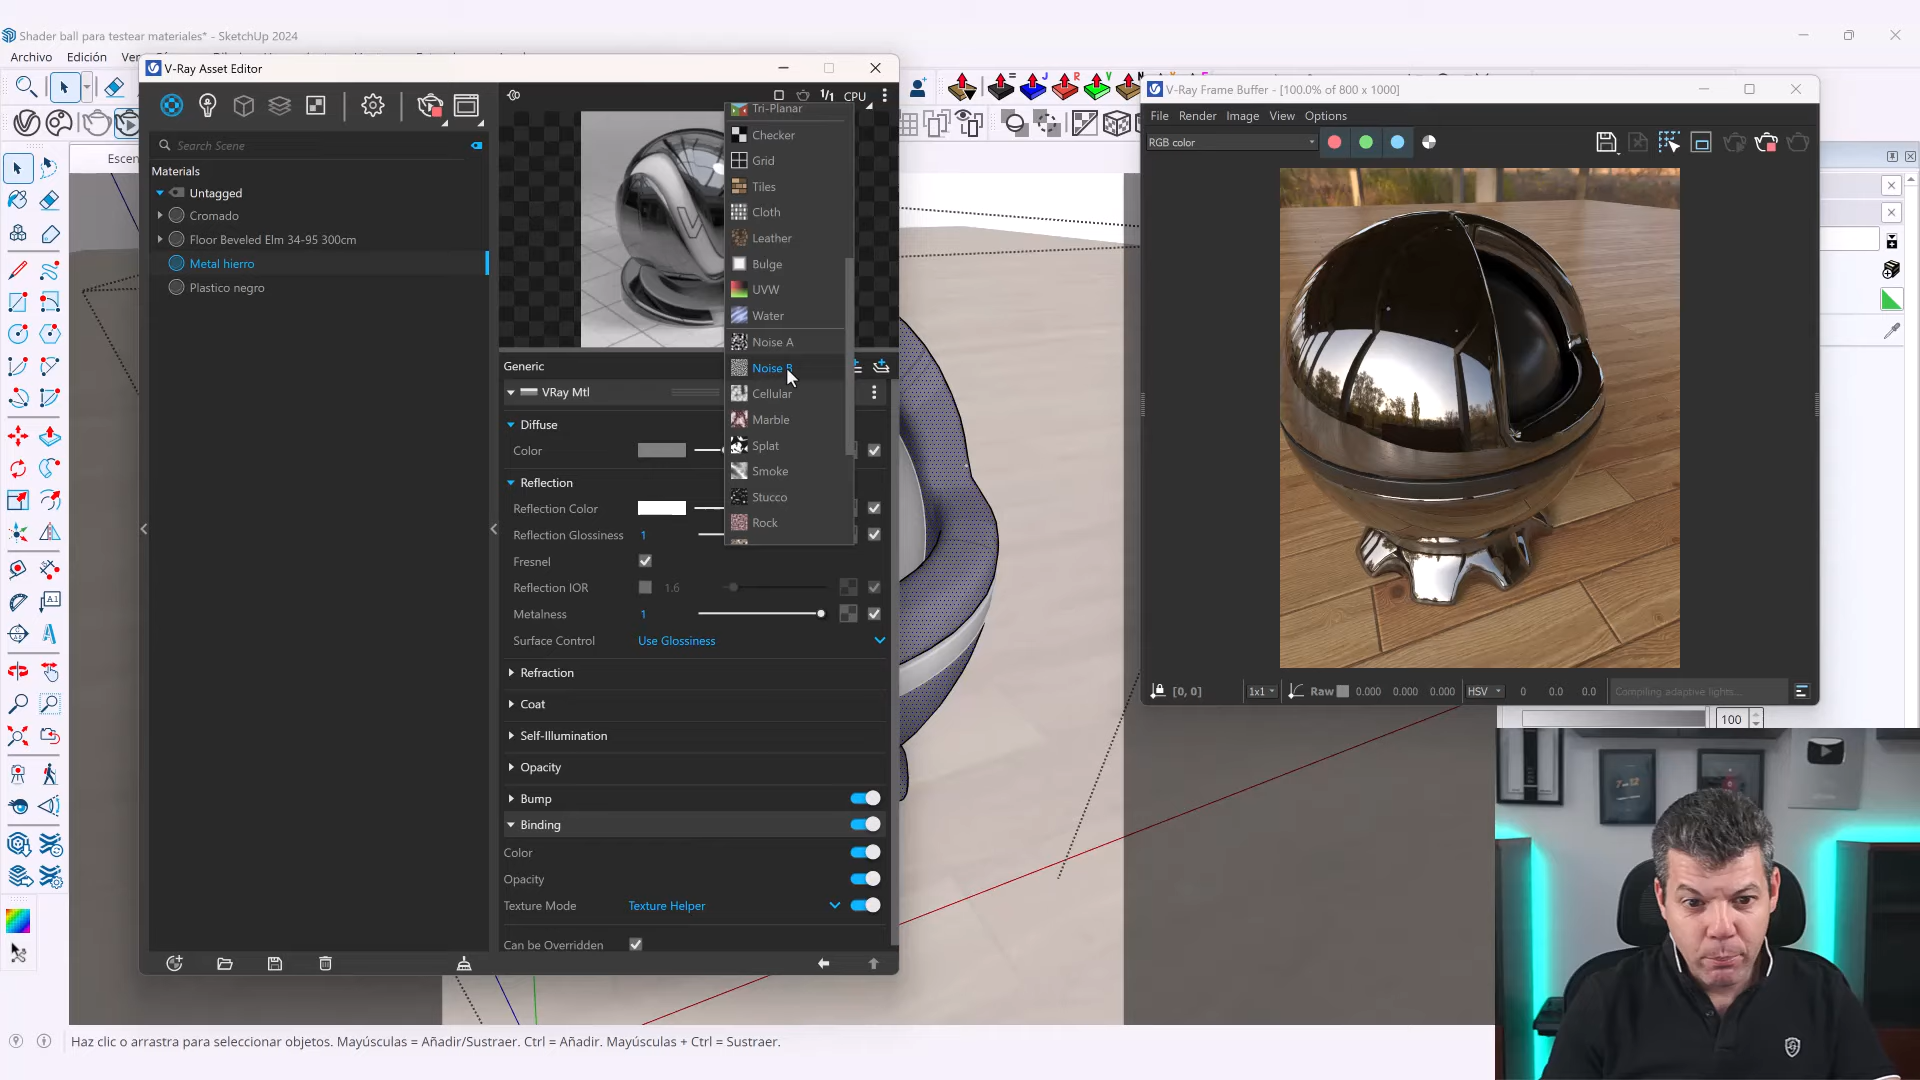 Shader ball para testear materiales* - SketchUp 2024
Archivo
Edición
Ver
V-Ray Asset Editor
1/1
CPU
Search Scene
Materials
Untagged
Cromado
Floor Beveled Elm 34-95 300cm
Metal hierro
Plastico negro
Escen
Tri-Planar
Checker
Grid
Tiles
Cloth
Leather
Bulge
UVW
Water
Noise A
Noise B
Cellular
Marble
Splat
Smoke
Stucco
Rock
Generic
VRay Mtl
Diffuse
Color
Reflection
Reflection Color
Reflection Glossiness 1
Fresnel
Reflection IOR 1.6
Metalness 1
Surface Control Use Glossiness
Refraction
Coat
Self-Illumination
Opacity
Bump
Binding
Color
Opacity
Texture Mode Texture Helper
Can be Overridden
V-Ray Frame Buffer - [100.0% of 800 x 1000]
File Render Image View Options
RGB color
[0, 0] 1x1 Raw 0.000 0.000 0.000 HSV 0 0.0 0.0 Compiling adaptive lights...
100
Haz clic o arrastra para seleccionar objetos. Mayúsculas = Añadir/Sustraer. Ctrl = Añadir. Mayúsculas + Ctrl = Sustraer.